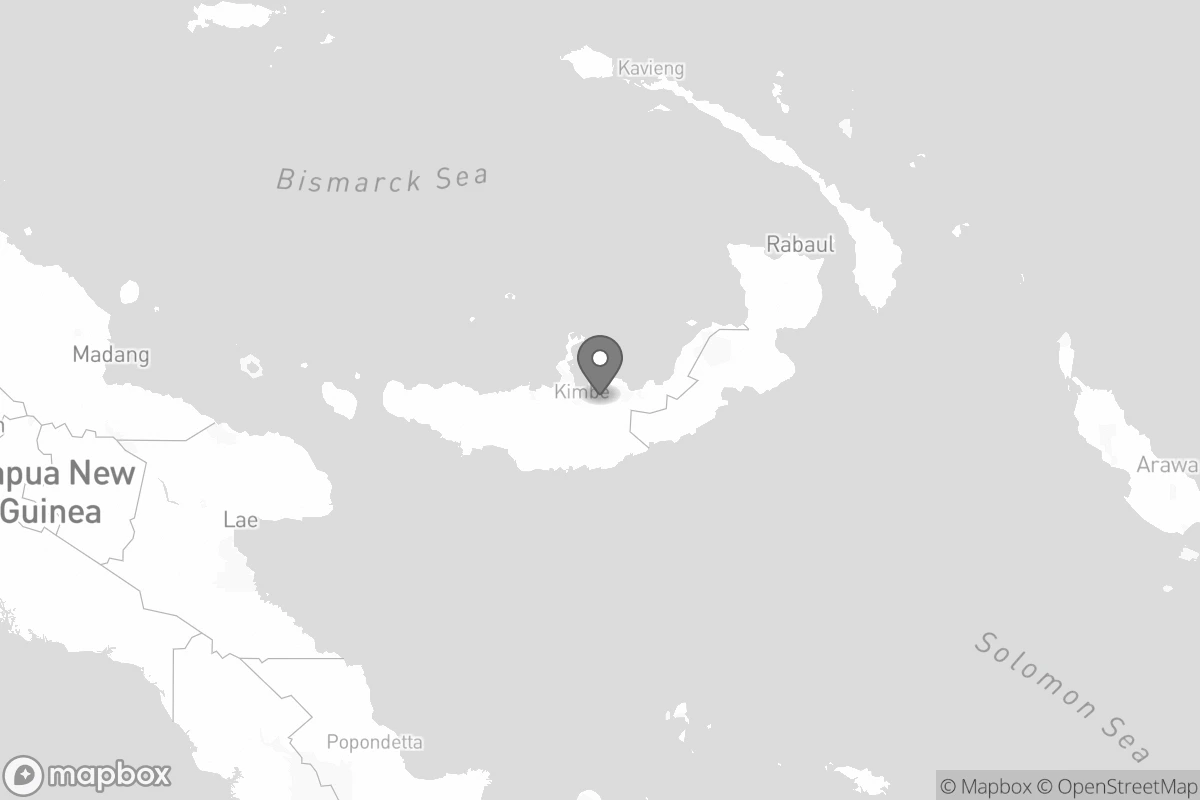 Kavieng
Bismarck Sea
Rabaul
Madang
Kimbe
Arawa
apua New
Guinea
Lae
Solomon Sea
Popondetta
mapbox
© Mapbox © OpenStreetMap